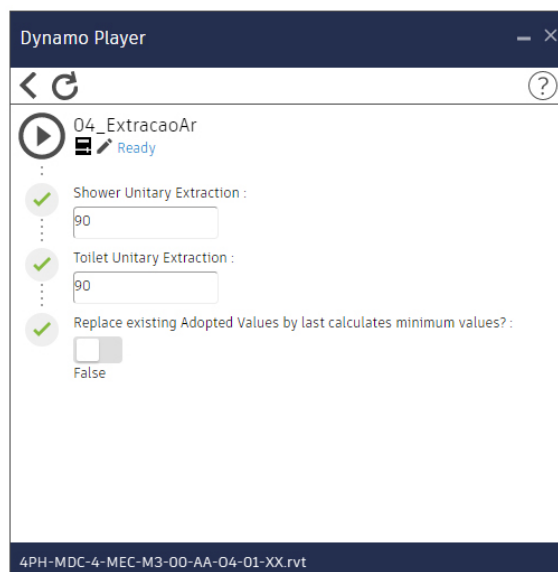 Dynamo Player
04_ExtracaoAr
Ready
Shower Unitary Extraction :
90
Toilet Unitary Extraction :
90
Replace existing Adopted Values by last calculates minimum values? :
False
4PH-MDC-4-MEC-M3-00-AA-04-01-XX.rvt